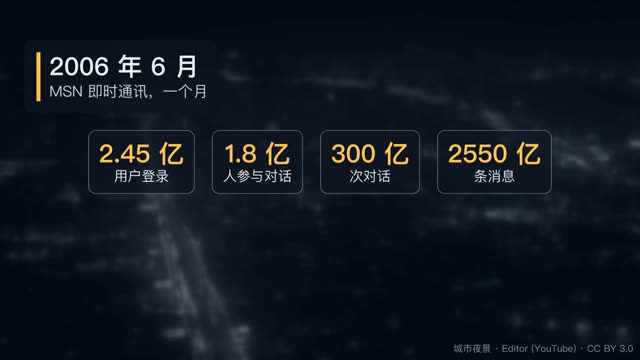 2006 年 6 月
MSN 即时通讯，一个月
2.45 亿
用户登录
1.8 亿
人参与对话
300 亿
次对话
2550 亿
条消息
城市夜景 · Editor (YouTube) · CC BY 3.0